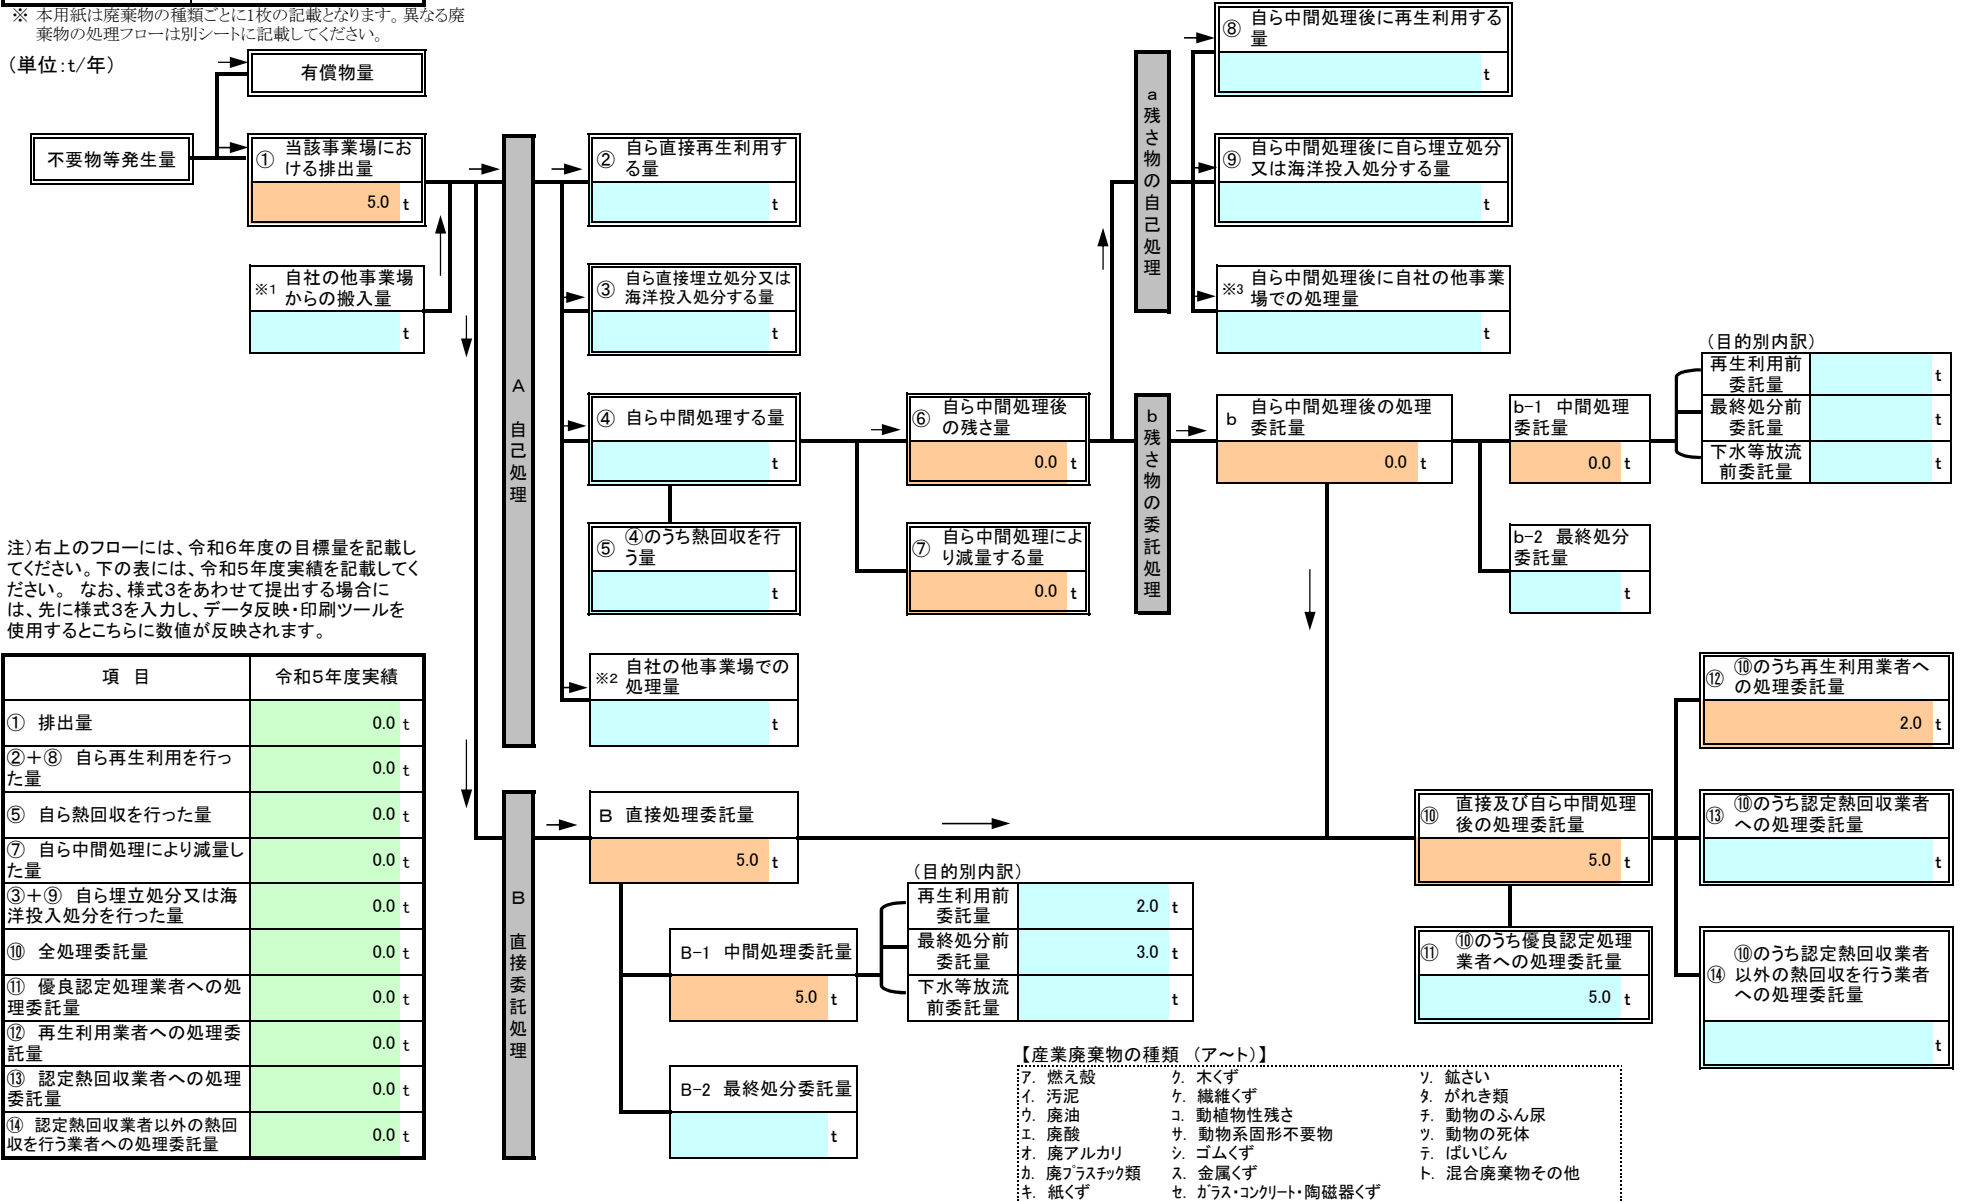 ※ 本用紙は廃棄物の種類ごとに1枚の記載となります。異なる廃
棄物の処理フローは別シートに記載してください。
（単位:t/年）
有償物量
不要物等発生量
① 当該事業場にお
ける排出量
5.0 t
※1 自社の他事業場
からの搬入量
t
A 自己処理
② 自ら直接再生利用す
る量
t
③ 自ら直接埋立処分又は
海洋投入処分する量
t
④ 自ら中間処理する量
t
⑤ ④のうち熱回収を行
う量
t
※2 自社の他事業場での
処理量
t
⑥ 自ら中間処理後
の残さ量
0.0 t
⑦ 自ら中間処理によ
り減量する量
0.0 t
a 残さ物の自己処理
⑧ 自ら中間処理後に再生利用する
量
t
⑨ 自ら中間処理後に自ら埋立処分
又は海洋投入処分する量
t
※3 自ら中間処理後に自社の他事業
場での処理量
t
b 残さ物の委託処理
b 自ら中間処理後の処理
委託量
0.0 t
b-1 中間処理
委託量
0.0 t
b-2 最終処分
委託量
t
（目的別内訳）
再生利用前
委託量
t
最終処分前
委託量
t
下水等放流
前委託量
t
注）右上のフローには、令和6年度の目標量を記載し
てください。下の表には、令和5年度実績を記載してく
ださい。 なお、様式3をあわせて提出する場合に
は、先に様式3を入力し、データ反映・印刷ツールを
使用するとこちらに数値が反映されます。
項 目 令和5年度実績
① 排出量 0.0 t
②＋⑧ 自ら再生利用を行っ
た量 0.0 t
⑤ 自ら熱回収を行った量 0.0 t
⑦ 自ら中間処理により減量し
た量 0.0 t
③＋⑨ 自ら埋立処分又は海
洋投入処分を行った量 0.0 t
⑩ 全処理委託量 0.0 t
⑪ 優良認定処理業者への処
理委託量 0.0 t
⑫ 再生利用業者への処理委
託量 0.0 t
⑬ 認定熱回収業者への処理
委託量 0.0 t
⑭ 認定熱回収業者以外の熱回
収を行う業者への処理委託量 0.0 t
B 直接委託処理
B 直接処理委託量
5.0 t
B-1 中間処理委託量
5.0 t
B-2 最終処分委託量
t
（目的別内訳）
再生利用前
委託量
2.0 t
最終処分前
委託量
3.0 t
下水等放流
前委託量
t
⑩ 直接及び自ら中間処理
後の処理委託量
5.0 t
⑪ ⑩のうち優良認定処理
業者への処理委託量
5.0 t
⑫ ⑩のうち再生利用業者へ
の処理委託量
2.0 t
⑬ ⑩のうち認定熱回収業者
への処理委託量
t
⑭ ⑩のうち認定熱回収業者
以外の熱回収を行う業者
への処理委託量
t
【産業廃棄物の種類 （ア～ト）】
ア. 燃え殻 ク. 木くず ソ. 鉱さい
イ. 汚泥 ケ. 繊維くず タ. がれき類
ウ. 廃油 コ. 動植物性残さ チ. 動物のふん尿
エ. 廃酸 サ. 動物系固形不要物 ツ. 動物の死体
オ. 廃アルカリ シ. ゴムくず テ. ばいじん
カ. 廃プラスチック類 ス. 金属くず ト. 混合廃棄物その他
キ. 紙くず セ. ガラス・コンクリート・陶磁器くず